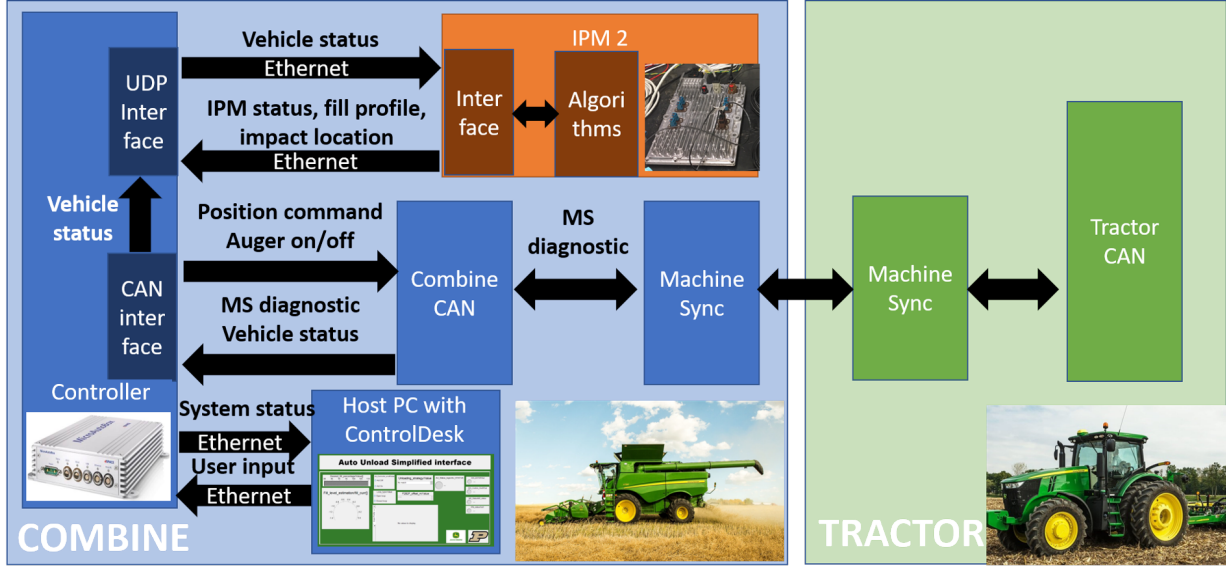 Vehicle status
Ethernet
IPM status, fill profile,
impact location
Ethernet
UDP
Inter
face
IPM 2
Inter
face
Algori
thms
Vehicle
status
Position command
Auger on/off
CAN
inter
face
MS diagnostic
Vehicle status
Combine
CAN
MS
diagnostic
Machine
Sync
Machine
Sync
Tractor
CAN
Controller
MicroAutoBox
System status
Ethernet
User input
Ethernet
Host PC with
ControlDesk
Auto Unload Simplified interface
COMBINE
TRACTOR